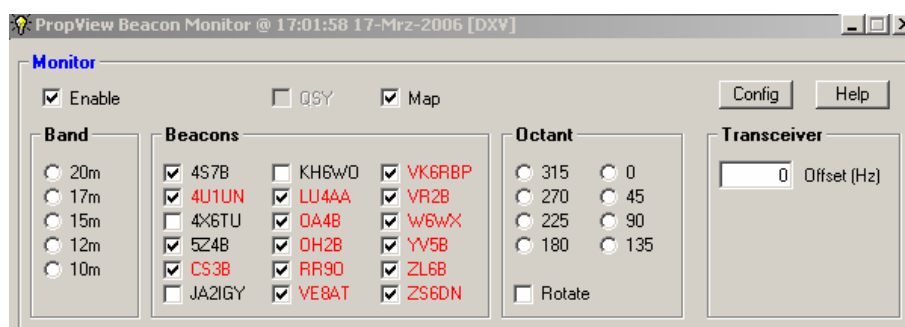 PropView Beacon Monitor @ 17:01:58 17-Mrz-2006 [DXV]
Monitor
Enable QSY Map Config Help
Band Beacons Octant Transceiver
20m 4S7B KH6WO VK6RBP 315 0 0 Offset (Hz)
17m 4U1UN LU4AA VR2B 270 45
15m 4X6TU OA4B W6WX 225 90
12m 5Z4B OH2B YV5B 180 135
10m CS3B RR9O ZL6B
JA2IGY VE8AT ZS6DN Rotate